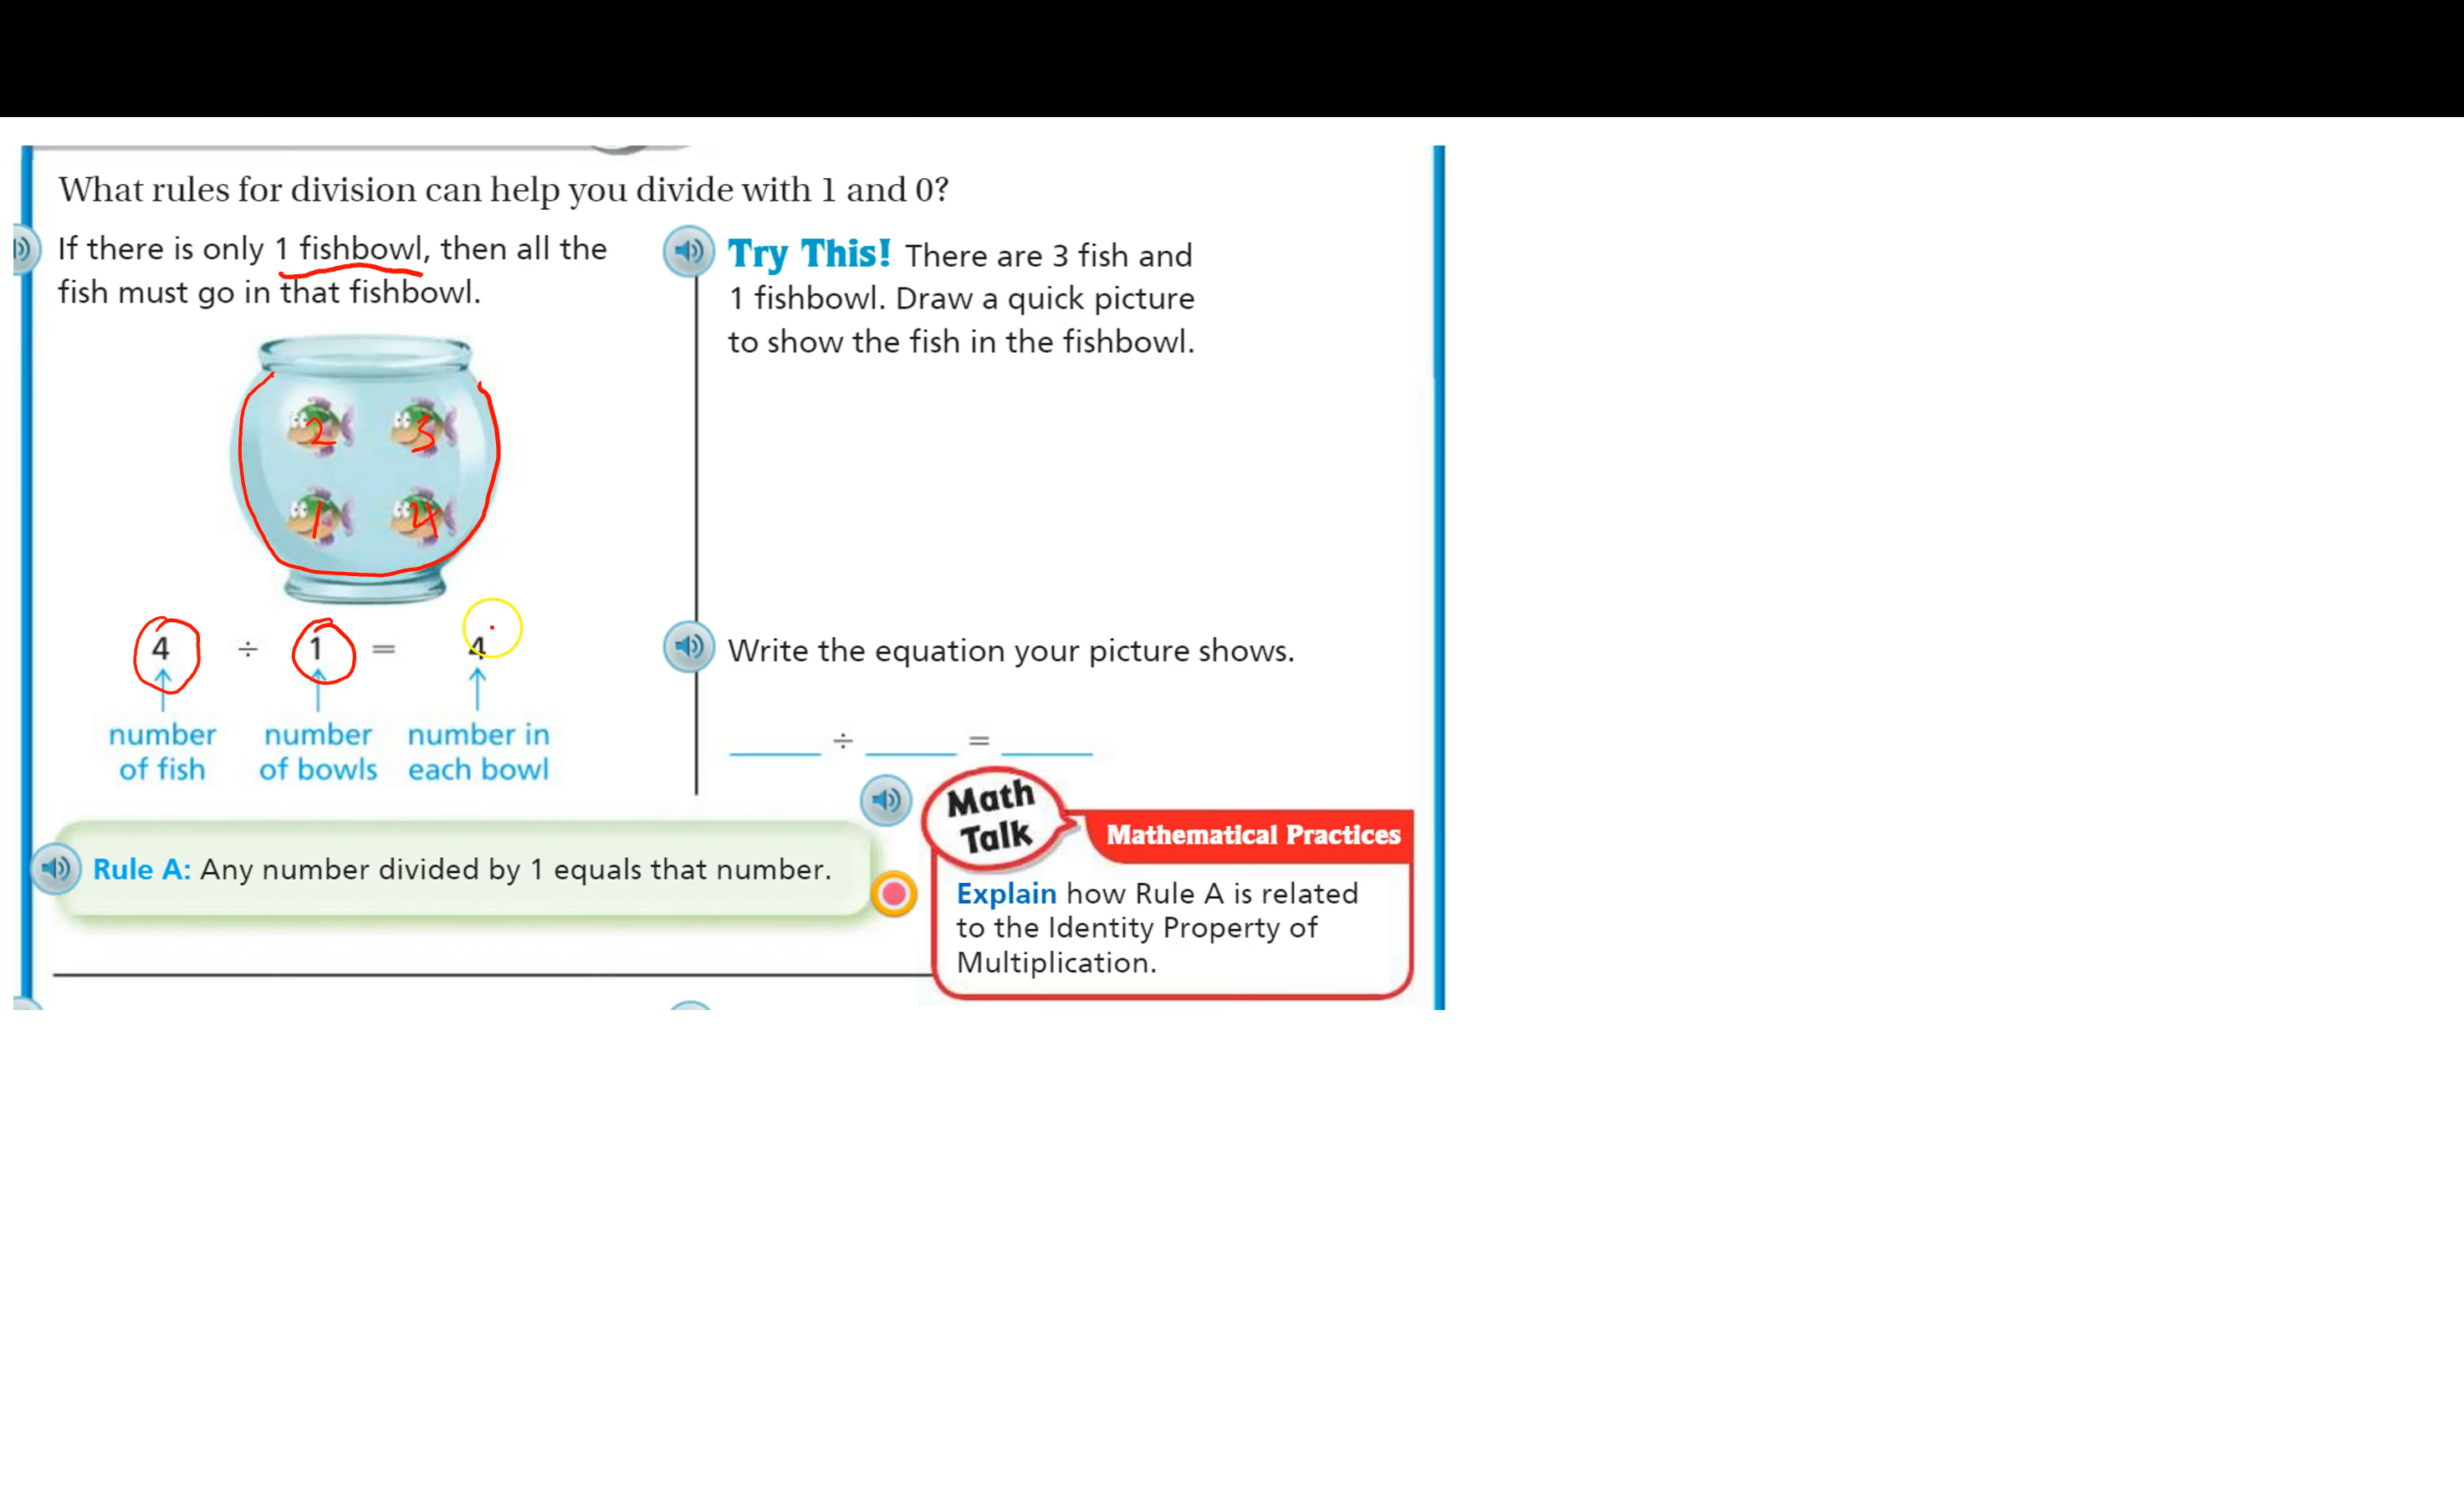 What rules for division can help you divide with 1 and 0?
If there is only 1 fishbowl, then all the
fish must go in that fishbowl.
2 3
1 4
4 ÷ 1 = 4
number of fish
number of bowls
number in each bowl
Try This! There are 3 fish and
1 fishbowl. Draw a quick picture
to show the fish in the fishbowl.
Write the equation your picture shows.
____ ÷ ____ = ____
Rule A: Any number divided by 1 equals that number.
Math
Talk
Mathematical Practices
Explain how Rule A is related
to the Identity Property of
Multiplication.